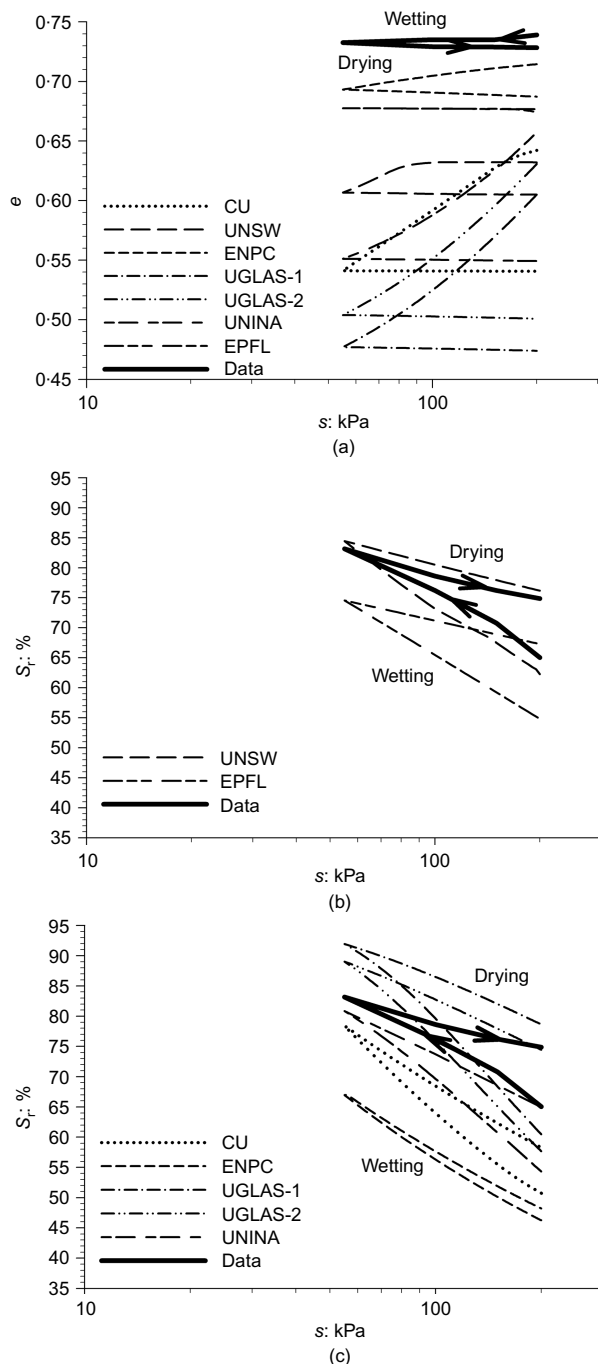 0·75
0·70
0·65
0·60
0·55
0·50
0·45
e
Wetting
Drying
CU
UNSW
ENPC
UGLAS-1
UGLAS-2
UNINA
EPFL
Data
10
100
s: kPa
(a)
95
90
85
80
75
70
65
60
55
50
45
40
35
Sr: %
Drying
Wetting
UNSW
EPFL
Data
10
100
s: kPa
(b)
95
90
85
80
75
70
65
60
55
50
45
40
35
Sr: %
Drying
Wetting
CU
ENPC
UGLAS-1
UGLAS-2
UNINA
Data
10
100
s: kPa
(c)